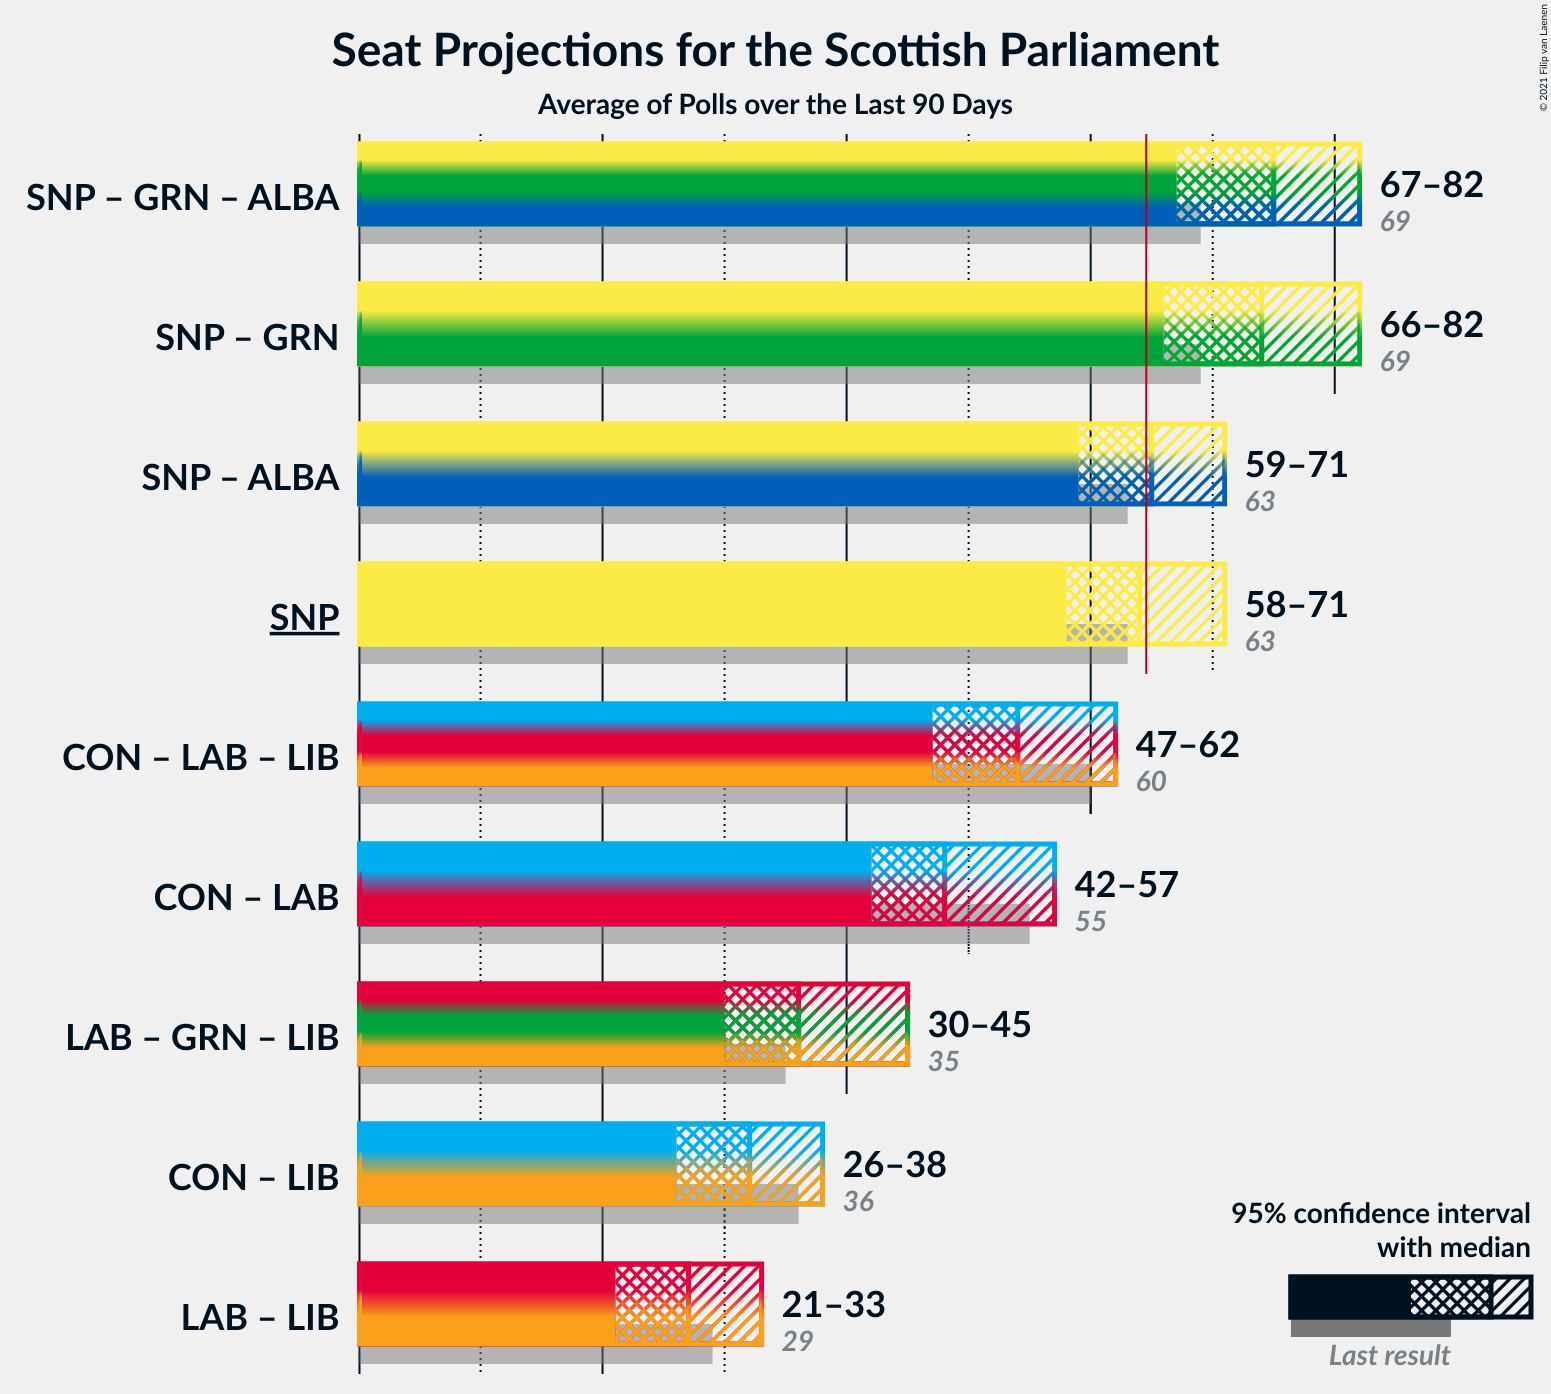 Seat Projections for the Scottish Parliament
Average of Polls over the Last 90 Days
© 2021 Filip van Laenen
SNP – GRN – ALBA
67–82
69
SNP – GRN
66–82
69
SNP – ALBA
59–71
63
SNP
58–71
63
CON – LAB – LIB
47–62
60
CON – LAB
42–57
55
LAB – GRN – LIB
30–45
35
CON – LIB
26–38
36
LAB – LIB
21–33
29
95% confidence interval
with median
Last result